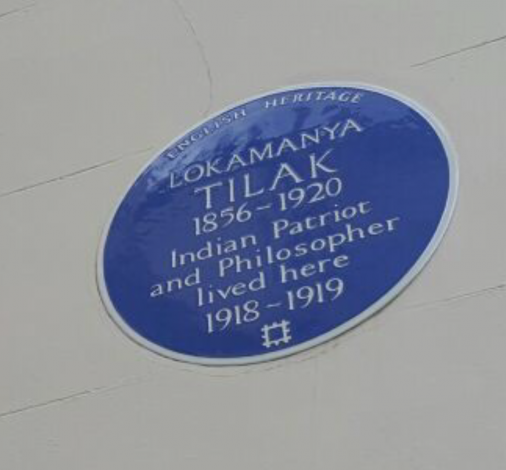 ENGLISH HERITAGE
LOKAMANYA
TILAK
1856~1920
Indian Patriot
and Philosopher
lived here
1918~1919